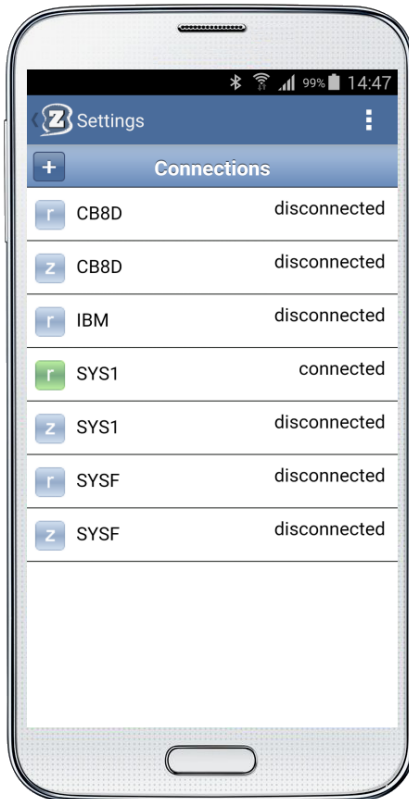 99% 14:47
Z Settings
+ Connections
r CB8D disconnected
z CB8D disconnected
r IBM disconnected
r SYS1 connected
z SYS1 disconnected
r SYSF disconnected
z SYSF disconnected